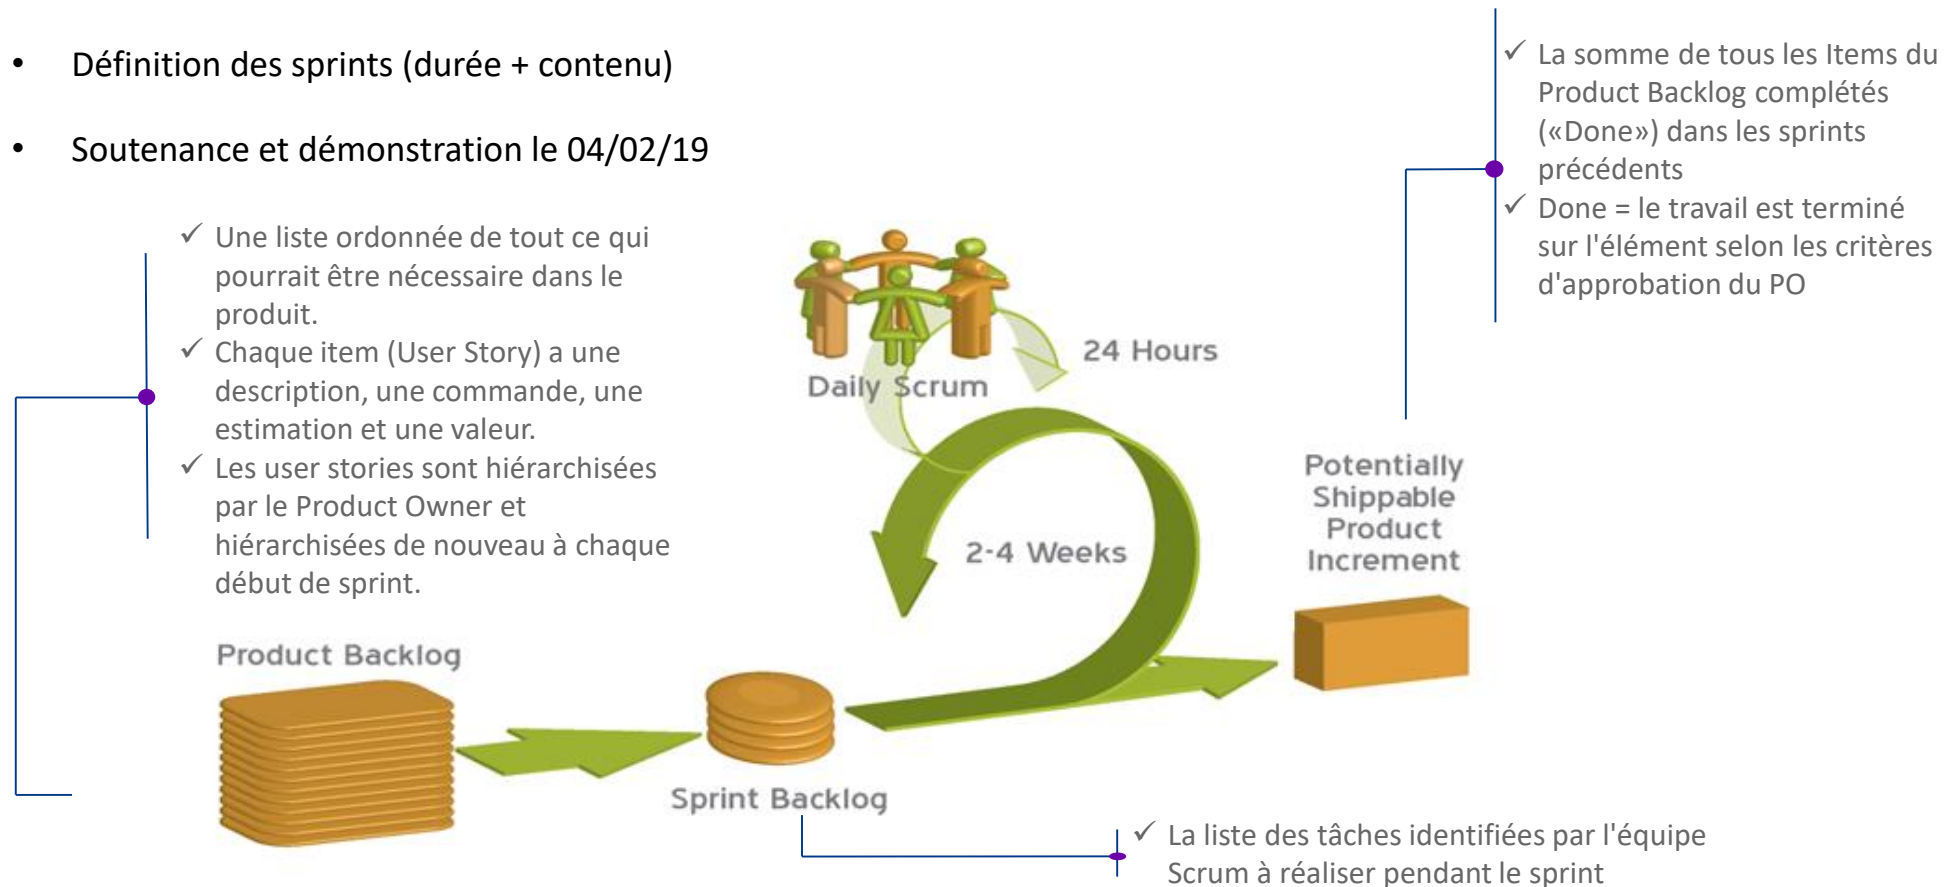 • Définition des sprints (durée + contenu)
• Soutenance et démonstration le 04/02/19
✓ Une liste ordonnée de tout ce qui
pourrait être nécessaire dans le
produit.
✓ Chaque item (User Story) a une
description, une commande, une
estimation et une valeur.
✓ Les user stories sont hiérarchisées
par le Product Owner et
hiérarchisées de nouveau à chaque
début de sprint.
Product Backlog
Sprint Backlog
✓ La liste des tâches identifiées par l'équipe
Scrum à réaliser pendant le sprint
Daily Scrum
24 Hours
2-4 Weeks
Potentially
Shippable
Product
Increment
✓ La somme de tous les Items du
Product Backlog complétés
(«Done») dans les sprints
précédents
✓ Done = le travail est terminé
sur l'élément selon les critères
d'approbation du PO